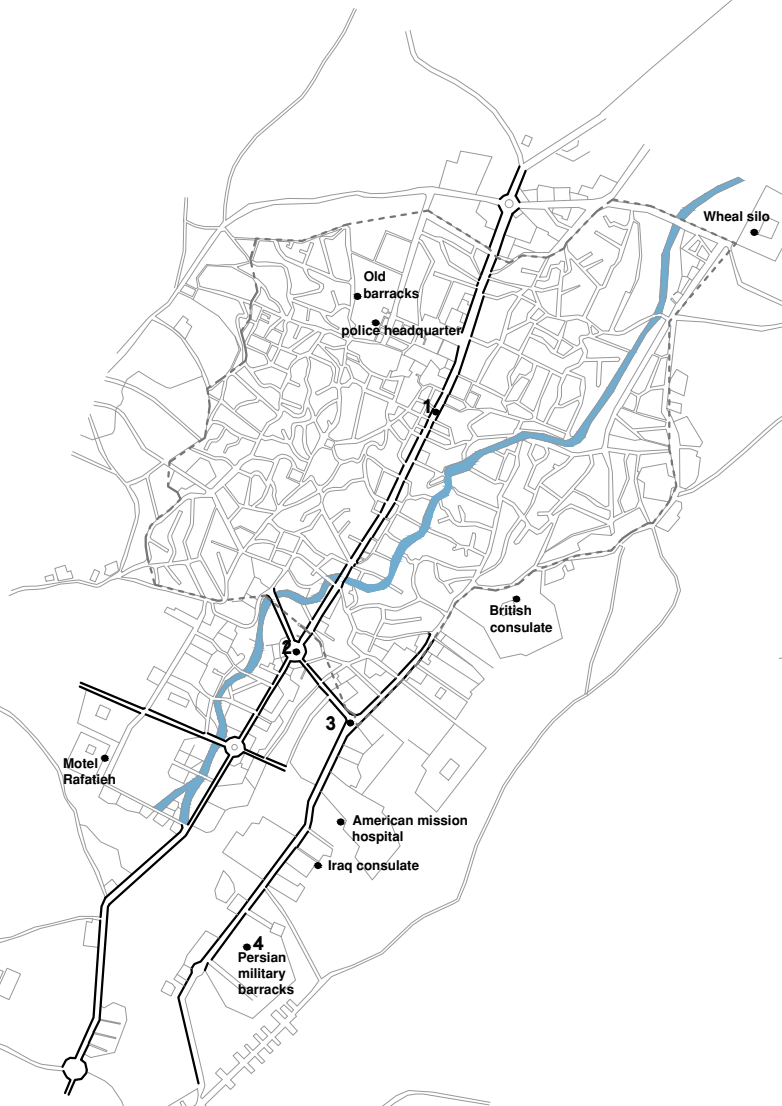 Wheal silo
Old
barracks
police headquarter
1
British
consulate
2
3
Motel
Rafatieh
American mission
hospital
Iraq consulate
4
Persian
military
barracks